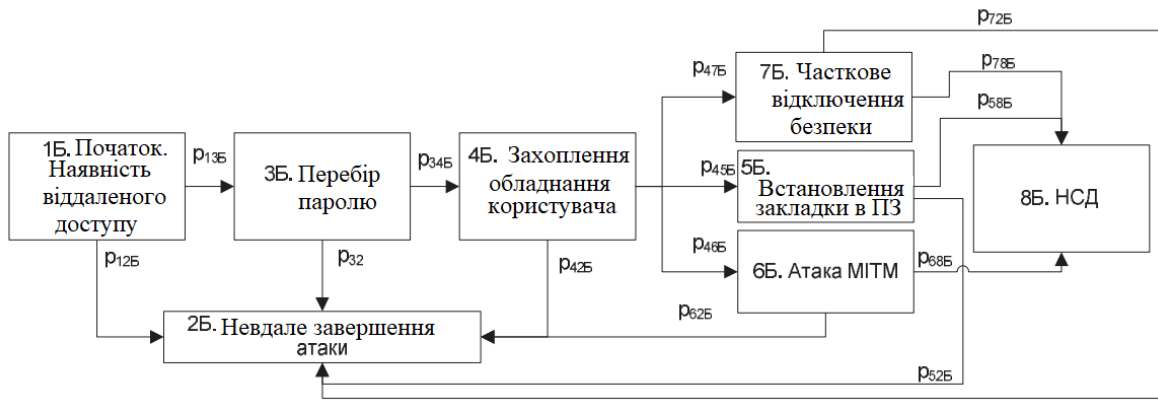 p72Б
p47Б
7Б. Часткове
відключення
безпеки
p78Б
p58Б
1Б. Початок.
Наявність
віддаленого
доступу
p13Б
3Б. Перебір
паролю
p34Б
4Б. Захоплення
обладнання
користувача
p45Б
5Б.
Встановлення
закладки в ПЗ
8Б. НСД
p12Б
p32
p42Б
p46Б
6Б. Атака МІТМ
p68Б
p62Б
2Б. Невдале завершення
атаки
p52Б